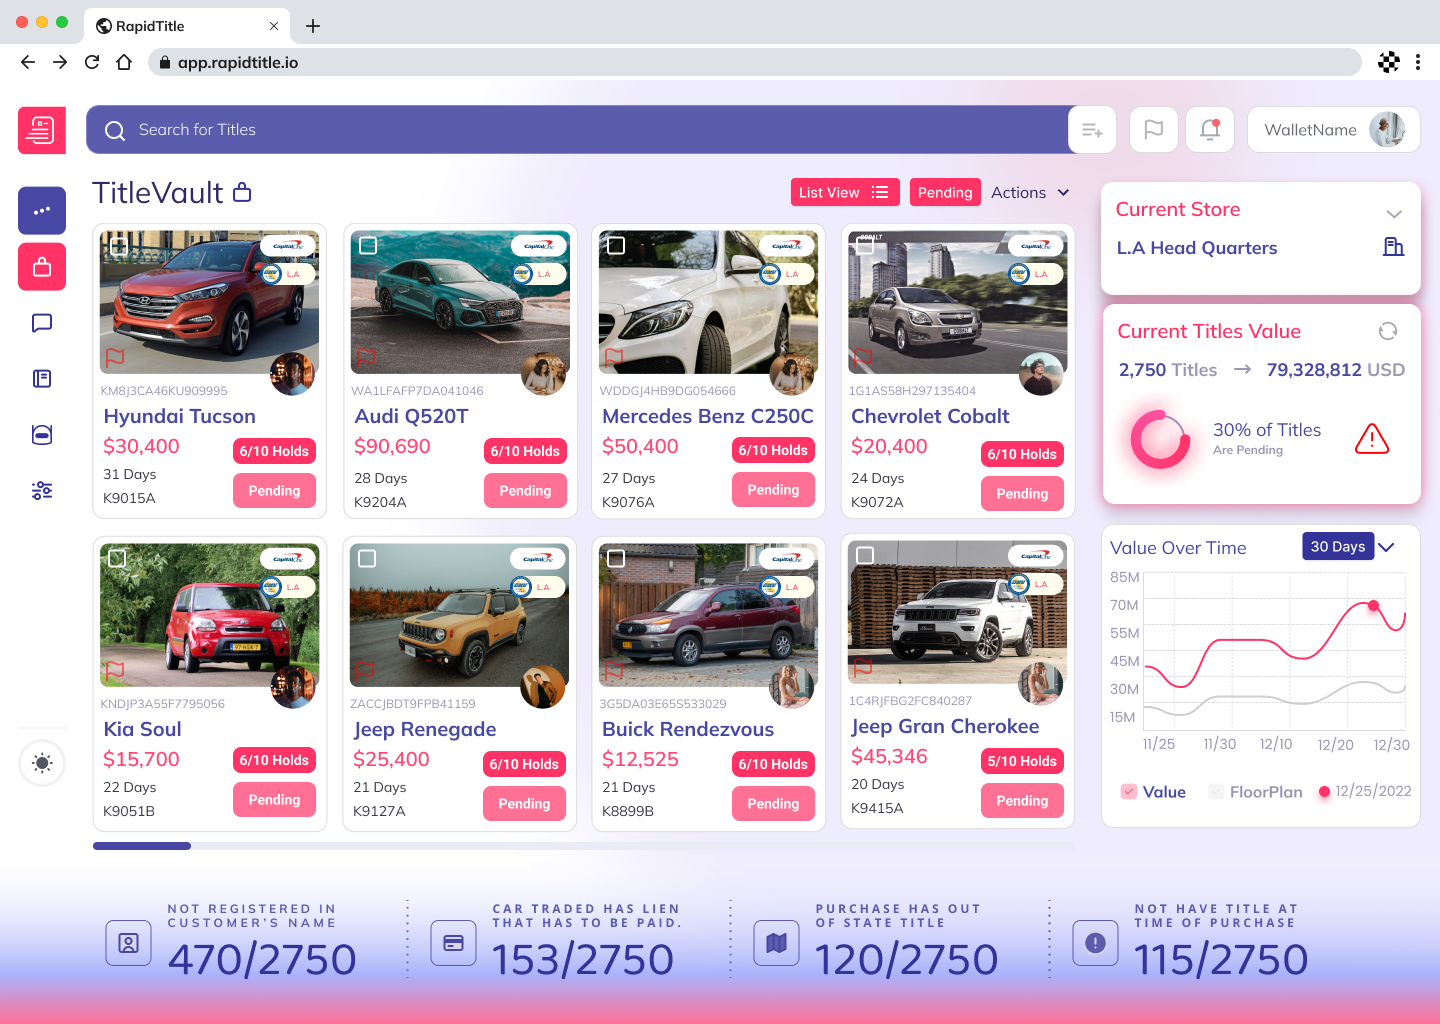 RapidTitle
app.rapidtitle.io
Search for Titles
WalletName
TitleVault
List View
Pending
Actions
CapitalOne
L.A
KM8J3CA46KU909995
Hyundai Tucson
$30,400
6/10 Holds
31 Days
Pending
K9015A
CapitalOne
L.A
WA1LFAFP7DA041046
Audi Q520T
$90,690
6/10 Holds
28 Days
Pending
K9204A
CapitalOne
L.A
WDDGJ4HB9DG054666
Mercedes Benz C250C
$50,400
6/10 Holds
27 Days
Pending
K9076A
COBALT
CapitalOne
L.A
COBALT
1G1AS58H297135404
Chevrolet Cobalt
$20,400
6/10 Holds
24 Days
Pending
K9072A
CapitalOne
L.A
KNDJP3A55F7795056
Kia Soul
$15,700
6/10 Holds
22 Days
Pending
K9051B
CapitalOne
L.A
ZACCJBDT9FPB41159
Jeep Renegade
$25,400
6/10 Holds
21 Days
Pending
K9127A
CapitalOne
L.A
3G5DA03E65S533029
Buick Rendezvous
$12,525
6/10 Holds
21 Days
Pending
K8899B
CapitalOne
L.A
1C4RJFBG2FC840287
Jeep Gran Cherokee
$45,346
5/10 Holds
20 Days
Pending
K9415A
Current Store
L.A Head Quarters
Current Titles Value
2,750 Titles → 79,328,812 USD
30% of Titles
Are Pending
Value Over Time
30 Days
85M
70M
55M
45M
30M
15M
11/25 11/30 12/10 12/20 12/30
Value FloorPlan 12/25/2022
NOT REGISTERED IN
CUSTOMER'S NAME
470/2750
CAR TRADED HAS LIEN
THAT HAS TO BE PAID.
153/2750
PURCHASE HAS OUT
OF STATE TITLE
120/2750
NOT HAVE TITLE AT
TIME OF PURCHASE
115/2750